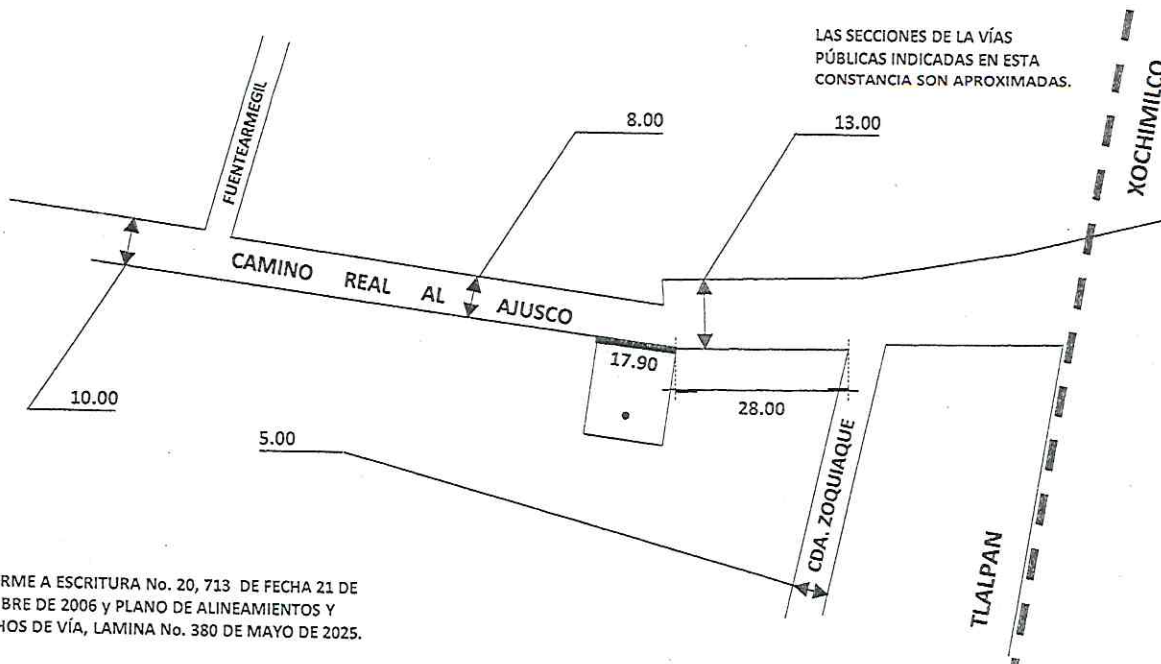 LAS SECCIONES DE LA VÍAS
PÚBLICAS INDICADAS EN ESTA
CONSTANCIA SON APROXIMADAS.
XOCHIMILCO
FUENTEARMEGIL
8.00
13.00
CAMINO REAL AL AJUSCO
17.90
10.00
28.00
5.00
CDA. ZOQUIAQUE
TLALPAN
RME A ESCRITURA No. 20, 713 DE FECHA 21 DE
BRE DE 2006 y PLANO DE ALINEAMIENTOS Y
HOS DE VÍA, LAMINA No. 380 DE MAYO DE 2025.